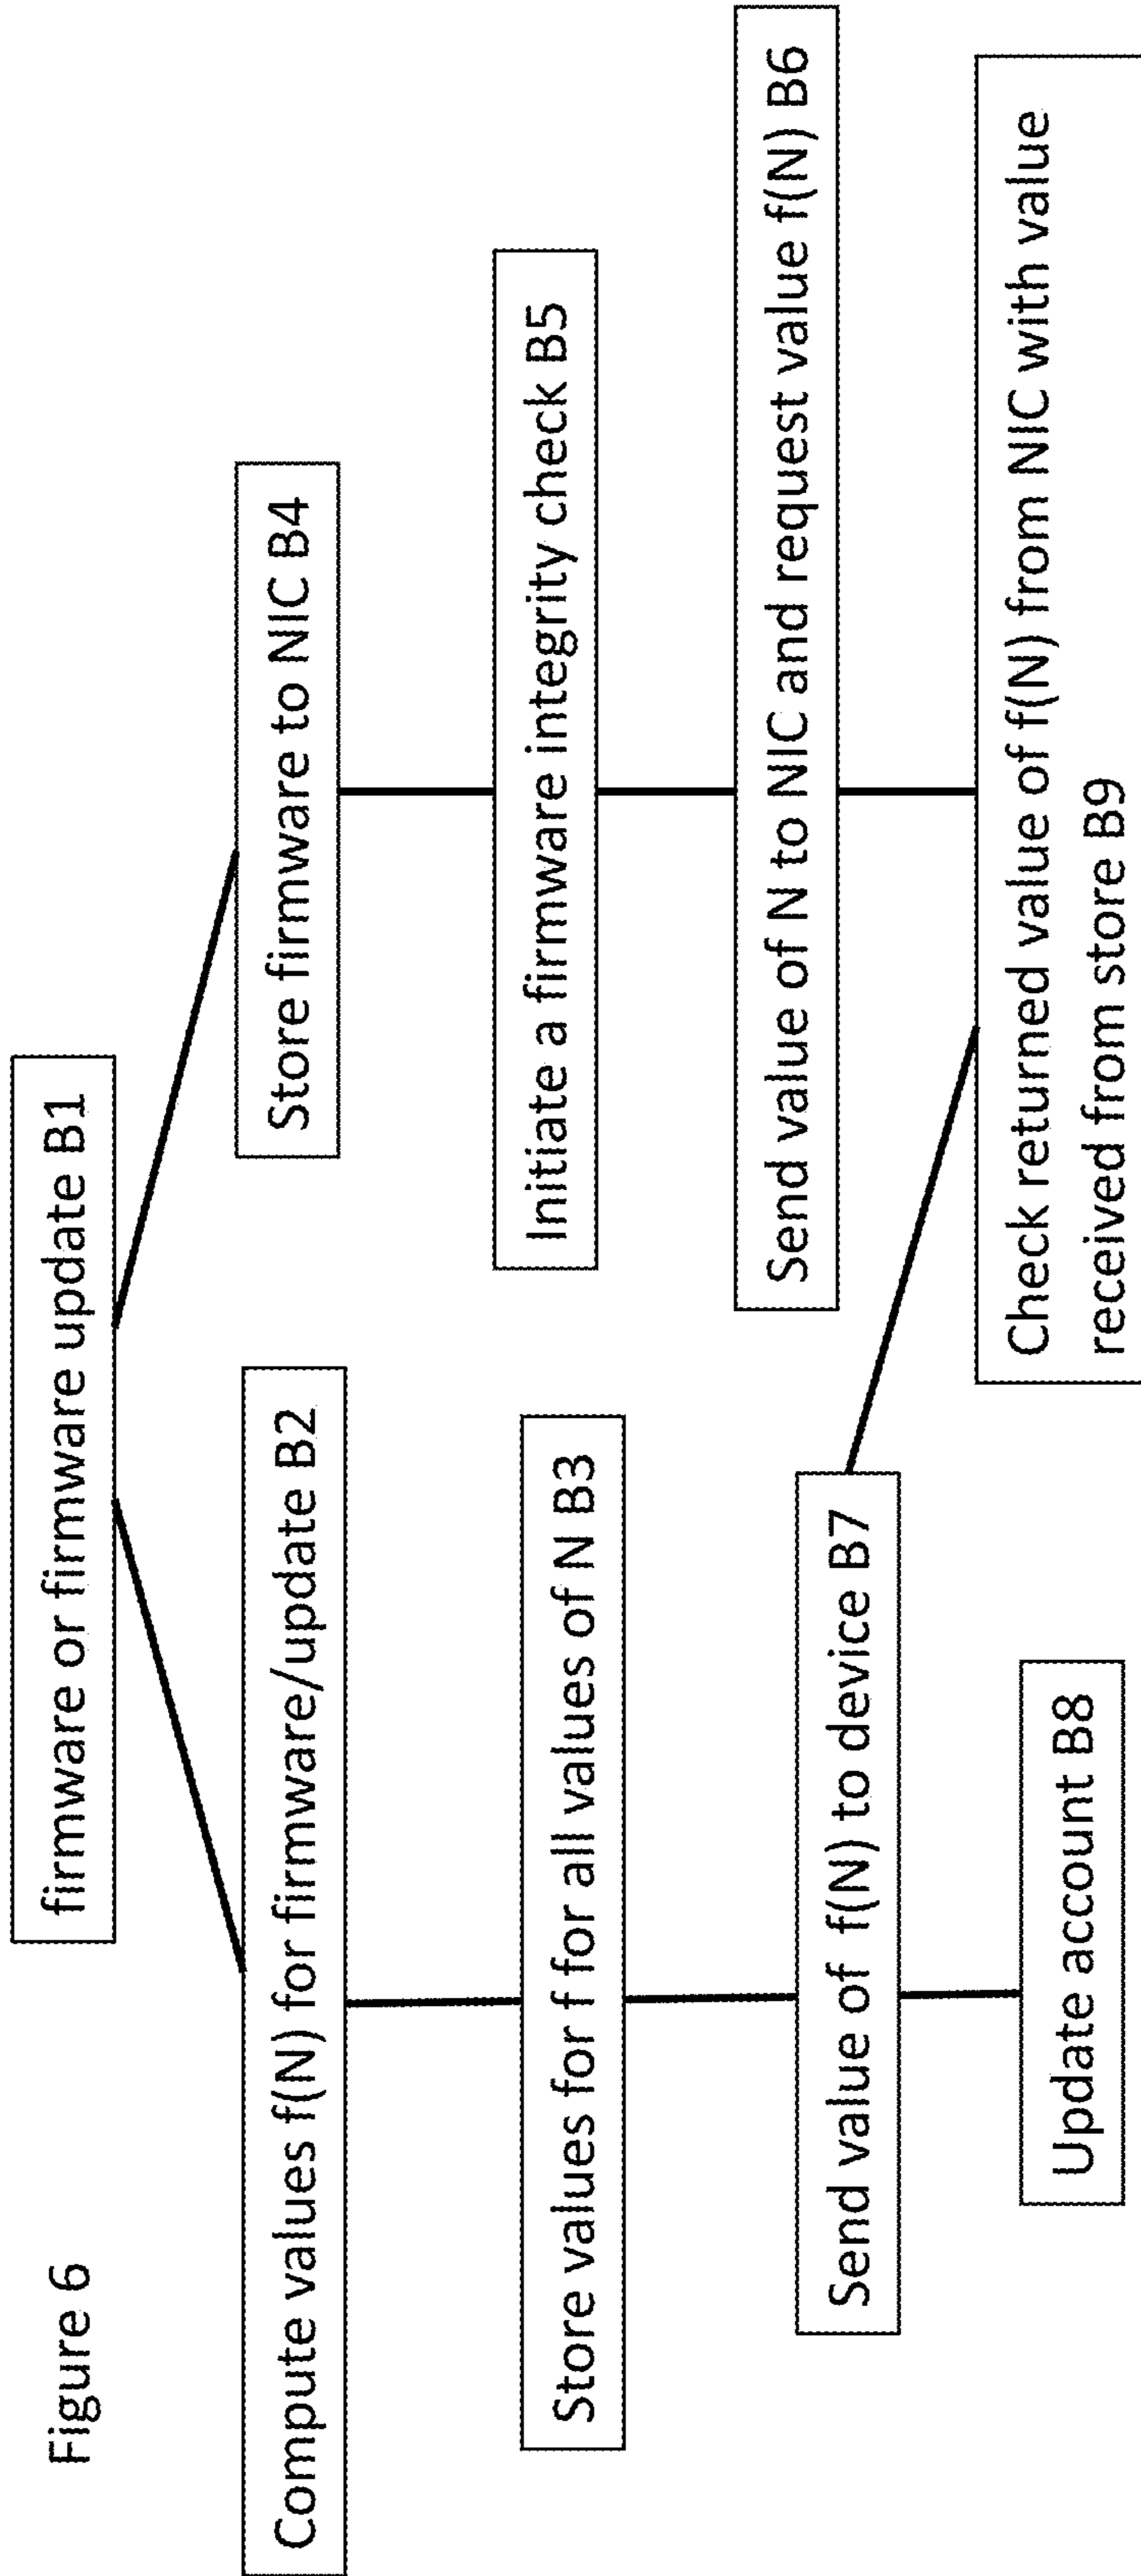 Figure 6
firmware or firmware update B1
Compute values f(N) for firmware/update B2
Store firmware to NIC B4
Store values for f for all values of N B3
Initiate a firmware integrity check B5
Send value of N to NIC and request value f(N) B6
Send value of f(N) to device B7
Update account B8
Check returned value of f(N) from NIC with value
received from store B9